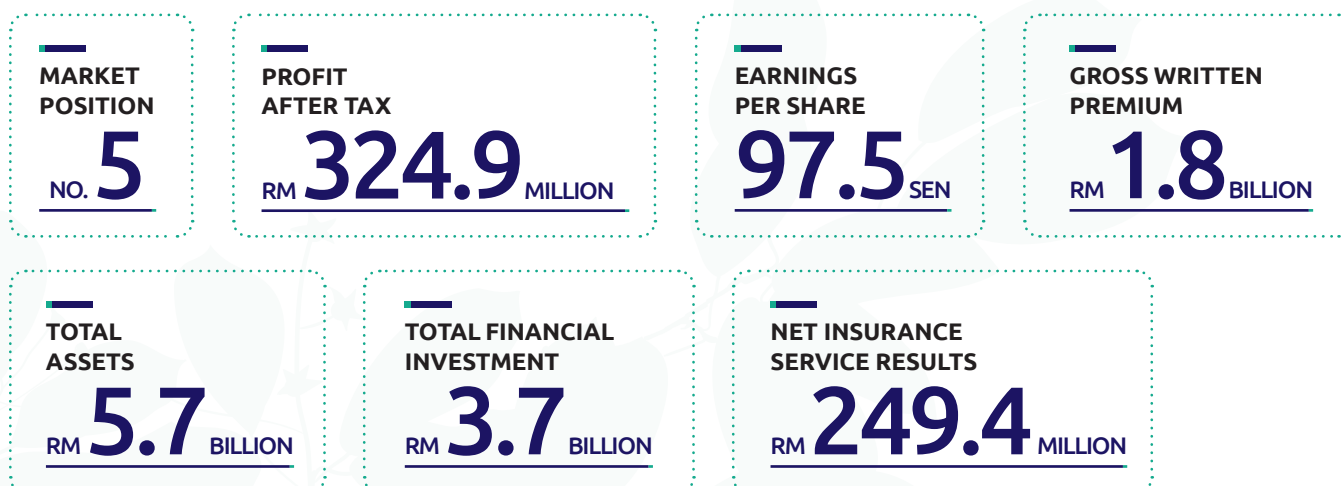 MARKET
POSITION
NO. 5
PROFIT
AFTER TAX
RM 324.9 MILLION
EARNINGS
PER SHARE
97.5 SEN
GROSS WRITTEN
PREMIUM
RM 1.8 BILLION
TOTAL
ASSETS
RM 5.7 BILLION
TOTAL FINANCIAL
INVESTMENT
RM 3.7 BILLION
NET INSURANCE
SERVICE RESULTS
RM 249.4 MILLION